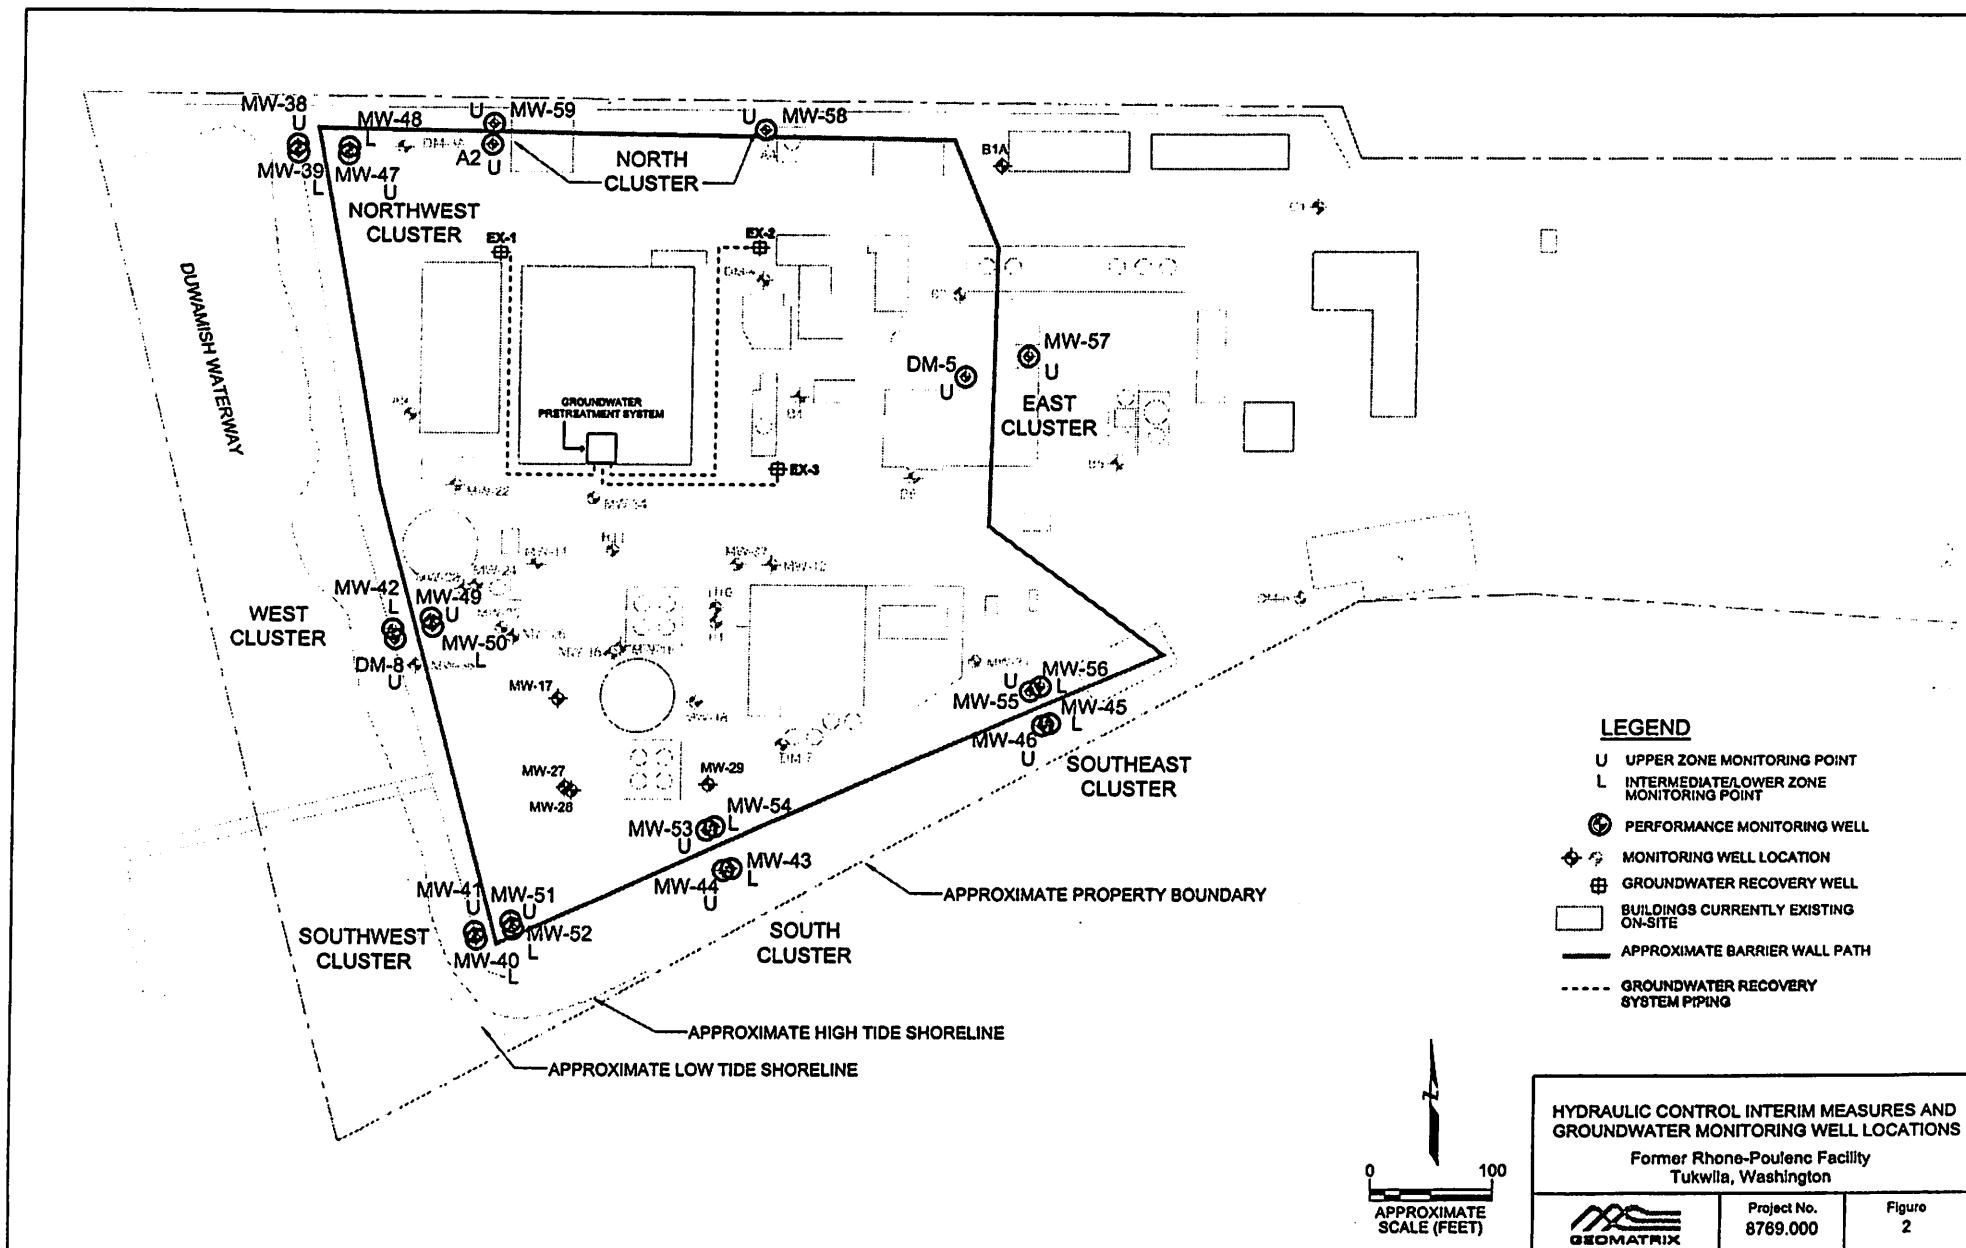 MW-38
U
MW-48
L
U
MW-59
U
MW-58
MW-39
L
MW-47
U
A2
U
NORTH
CLUSTER
B1A
NORTHWEST
CLUSTER
EX-1
EX-2
DUWAMISH WATERWAY
MW-57
U
DM-5
U
EAST
CLUSTER
GROUNDWATER
PRETREATMENT SYSTEM
EX-3
MW-22
MW-42
L
MW-49
U
WEST
CLUSTER
MW-50
L
DM-8
U
MW-17
U
MW-56
L
MW-55
MW-45
L
MW-46
U
SOUTHEAST
CLUSTER
DM-7
MW-27
MW-28
MW-29
MW-54
L
MW-53
U
MW-43
L
MW-44
U
SOUTH
CLUSTER
MW-41
U
MW-51
U
SOUTHWEST
CLUSTER
MW-52
L
MW-40
L
APPROXIMATE PROPERTY BOUNDARY
APPROXIMATE HIGH TIDE SHORELINE
APPROXIMATE LOW TIDE SHORELINE
LEGEND
U UPPER ZONE MONITORING POINT
L INTERMEDIATE/LOWER ZONE
MONITORING POINT
PERFORMANCE MONITORING WELL
MONITORING WELL LOCATION
GROUNDWATER RECOVERY WELL
BUILDINGS CURRENTLY EXISTING
ON-SITE
APPROXIMATE BARRIER WALL PATH
GROUNDWATER RECOVERY
SYSTEM PIPING
Z
0 100
APPROXIMATE
SCALE (FEET)
HYDRAULIC CONTROL INTERIM MEASURES AND
GROUNDWATER MONITORING WELL LOCATIONS
Former Rhone-Poulenc Facility
Tukwila, Washington
GEOMATRIX
Project No.
8769.000
Figure
2